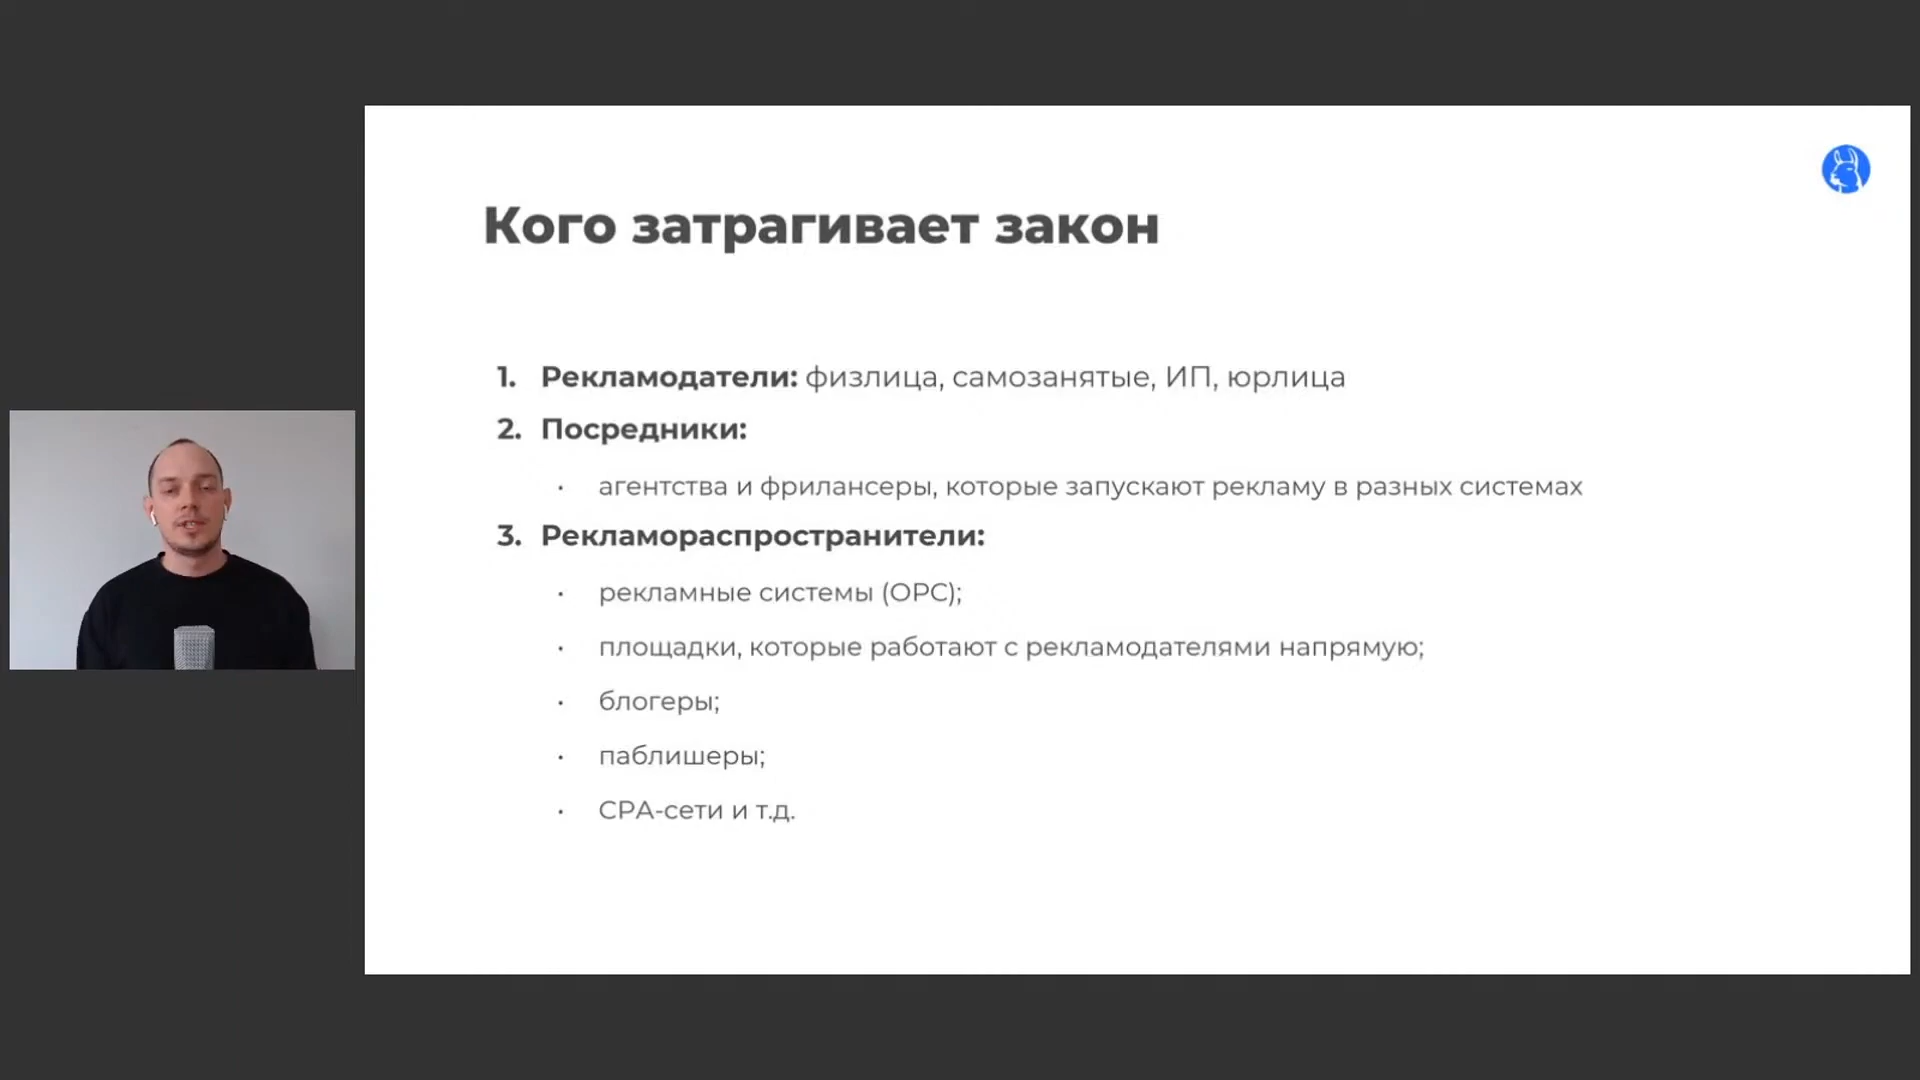 Кого затрагивает закон
1. Рекламодатели: физлица, самозанятые, ИП, юрлица
2. Посредники:
· агентства и фрилансеры, которые запускают рекламу в разных системах
3. Рекламораспространители:
· рекламные системы (ОРС);
· площадки, которые работают с рекламодателями напрямую;
· блогеры;
· паблишеры;
· CPA-сети и т.д.